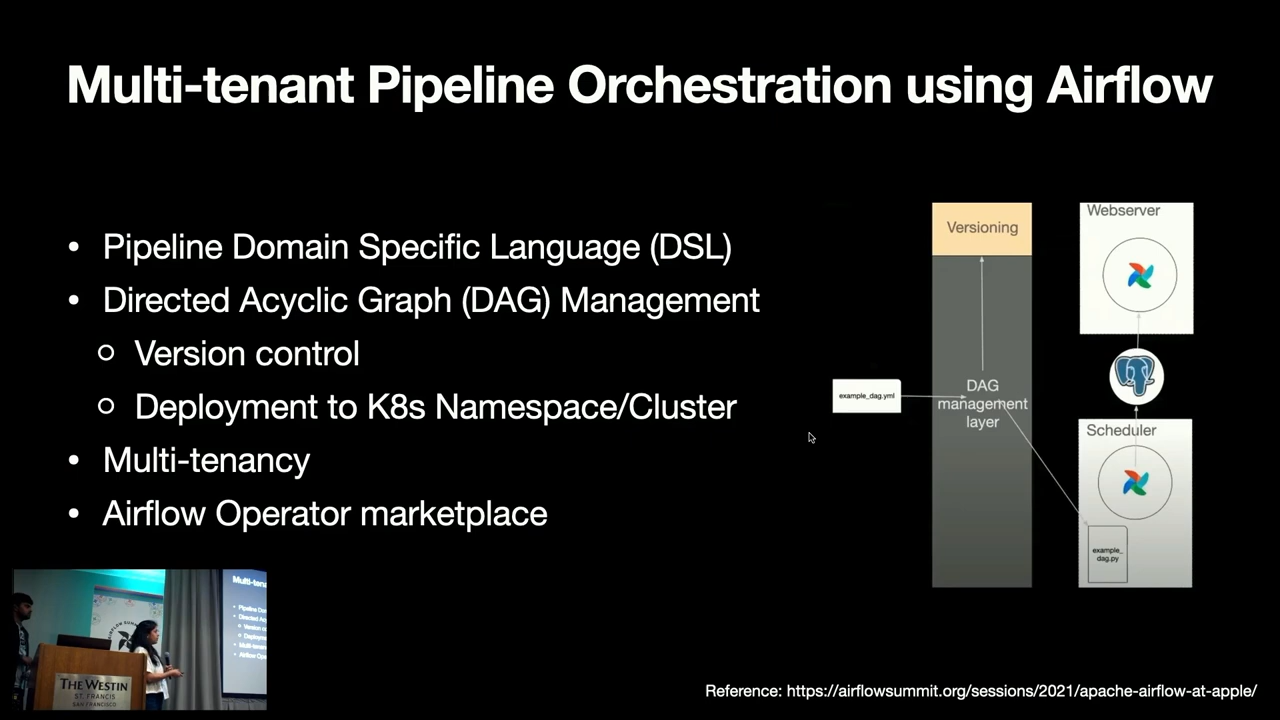 Multi-tenant Pipeline Orchestration using Airflow
• Pipeline Domain Specific Language (DSL)
• Directed Acyclic Graph (DAG) Management
○ Version control
○ Deployment to K8s Namespace/Cluster
• Multi-tenancy
• Airflow Operator marketplace
Versioning
DAG
management
layer
example_dag.yml
Webserver
Scheduler
example_
dag.py
THE WESTIN
ST. FRANCIS
SAN FRANCISCO
Reference: https://airflowsummit.org/sessions/2021/apache-airflow-at-apple/